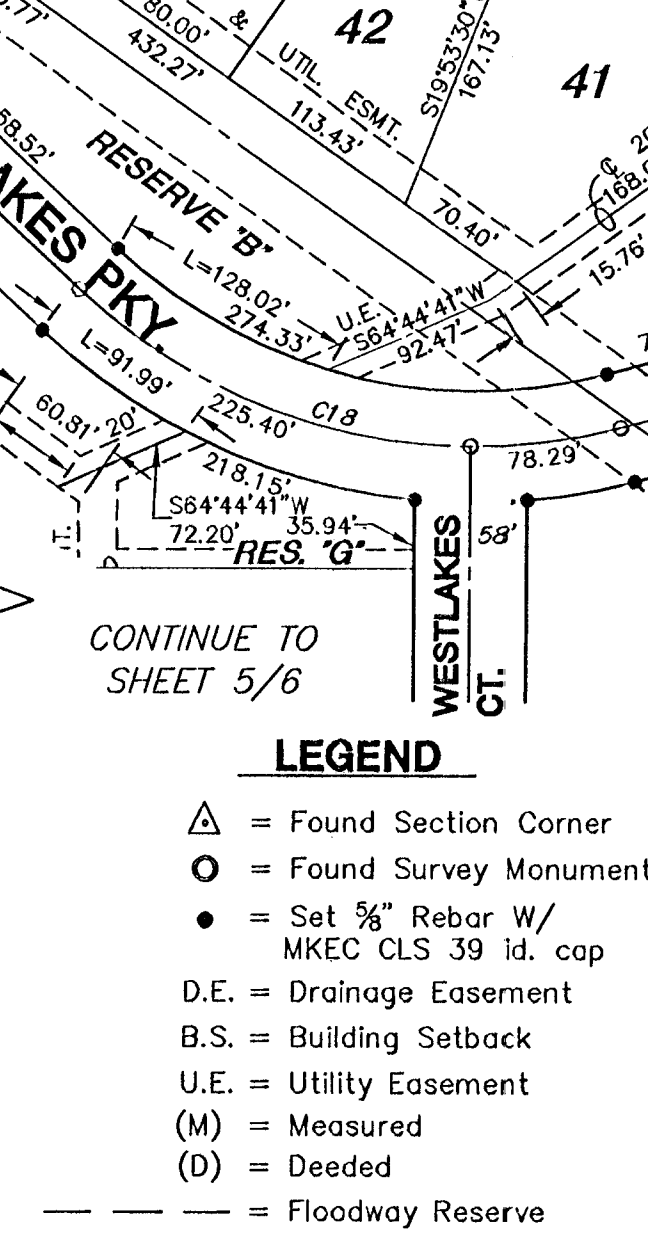 80.00'
&
42
S19°53'30"
167.13'
432.27'
UTIL. ESMT.
113.43'
41
58.52'
RESERVE "B"
70.40'
15.76'
LAKES PKY.
L=128.02'
274.33'
U.E.
S64°44'41"W
92.47'
L=91.99'
225.40'
C18
60.81'
20'
218.15'
78.29'
S64°44'41"W
72.20'
35.94'
58'
RES. "G"
WESTLAKES
CT.
CONTINUE TO
SHEET 5/6
LEGEND
= Found Section Corner
= Found Survey Monument
= Set 5/8" Rebar W/
MKEC CLS 39 id. cap
D.E. = Drainage Easement
B.S. = Building Setback
U.E. = Utility Easement
(M) = Measured
(D) = Deeded
= Floodway Reserve